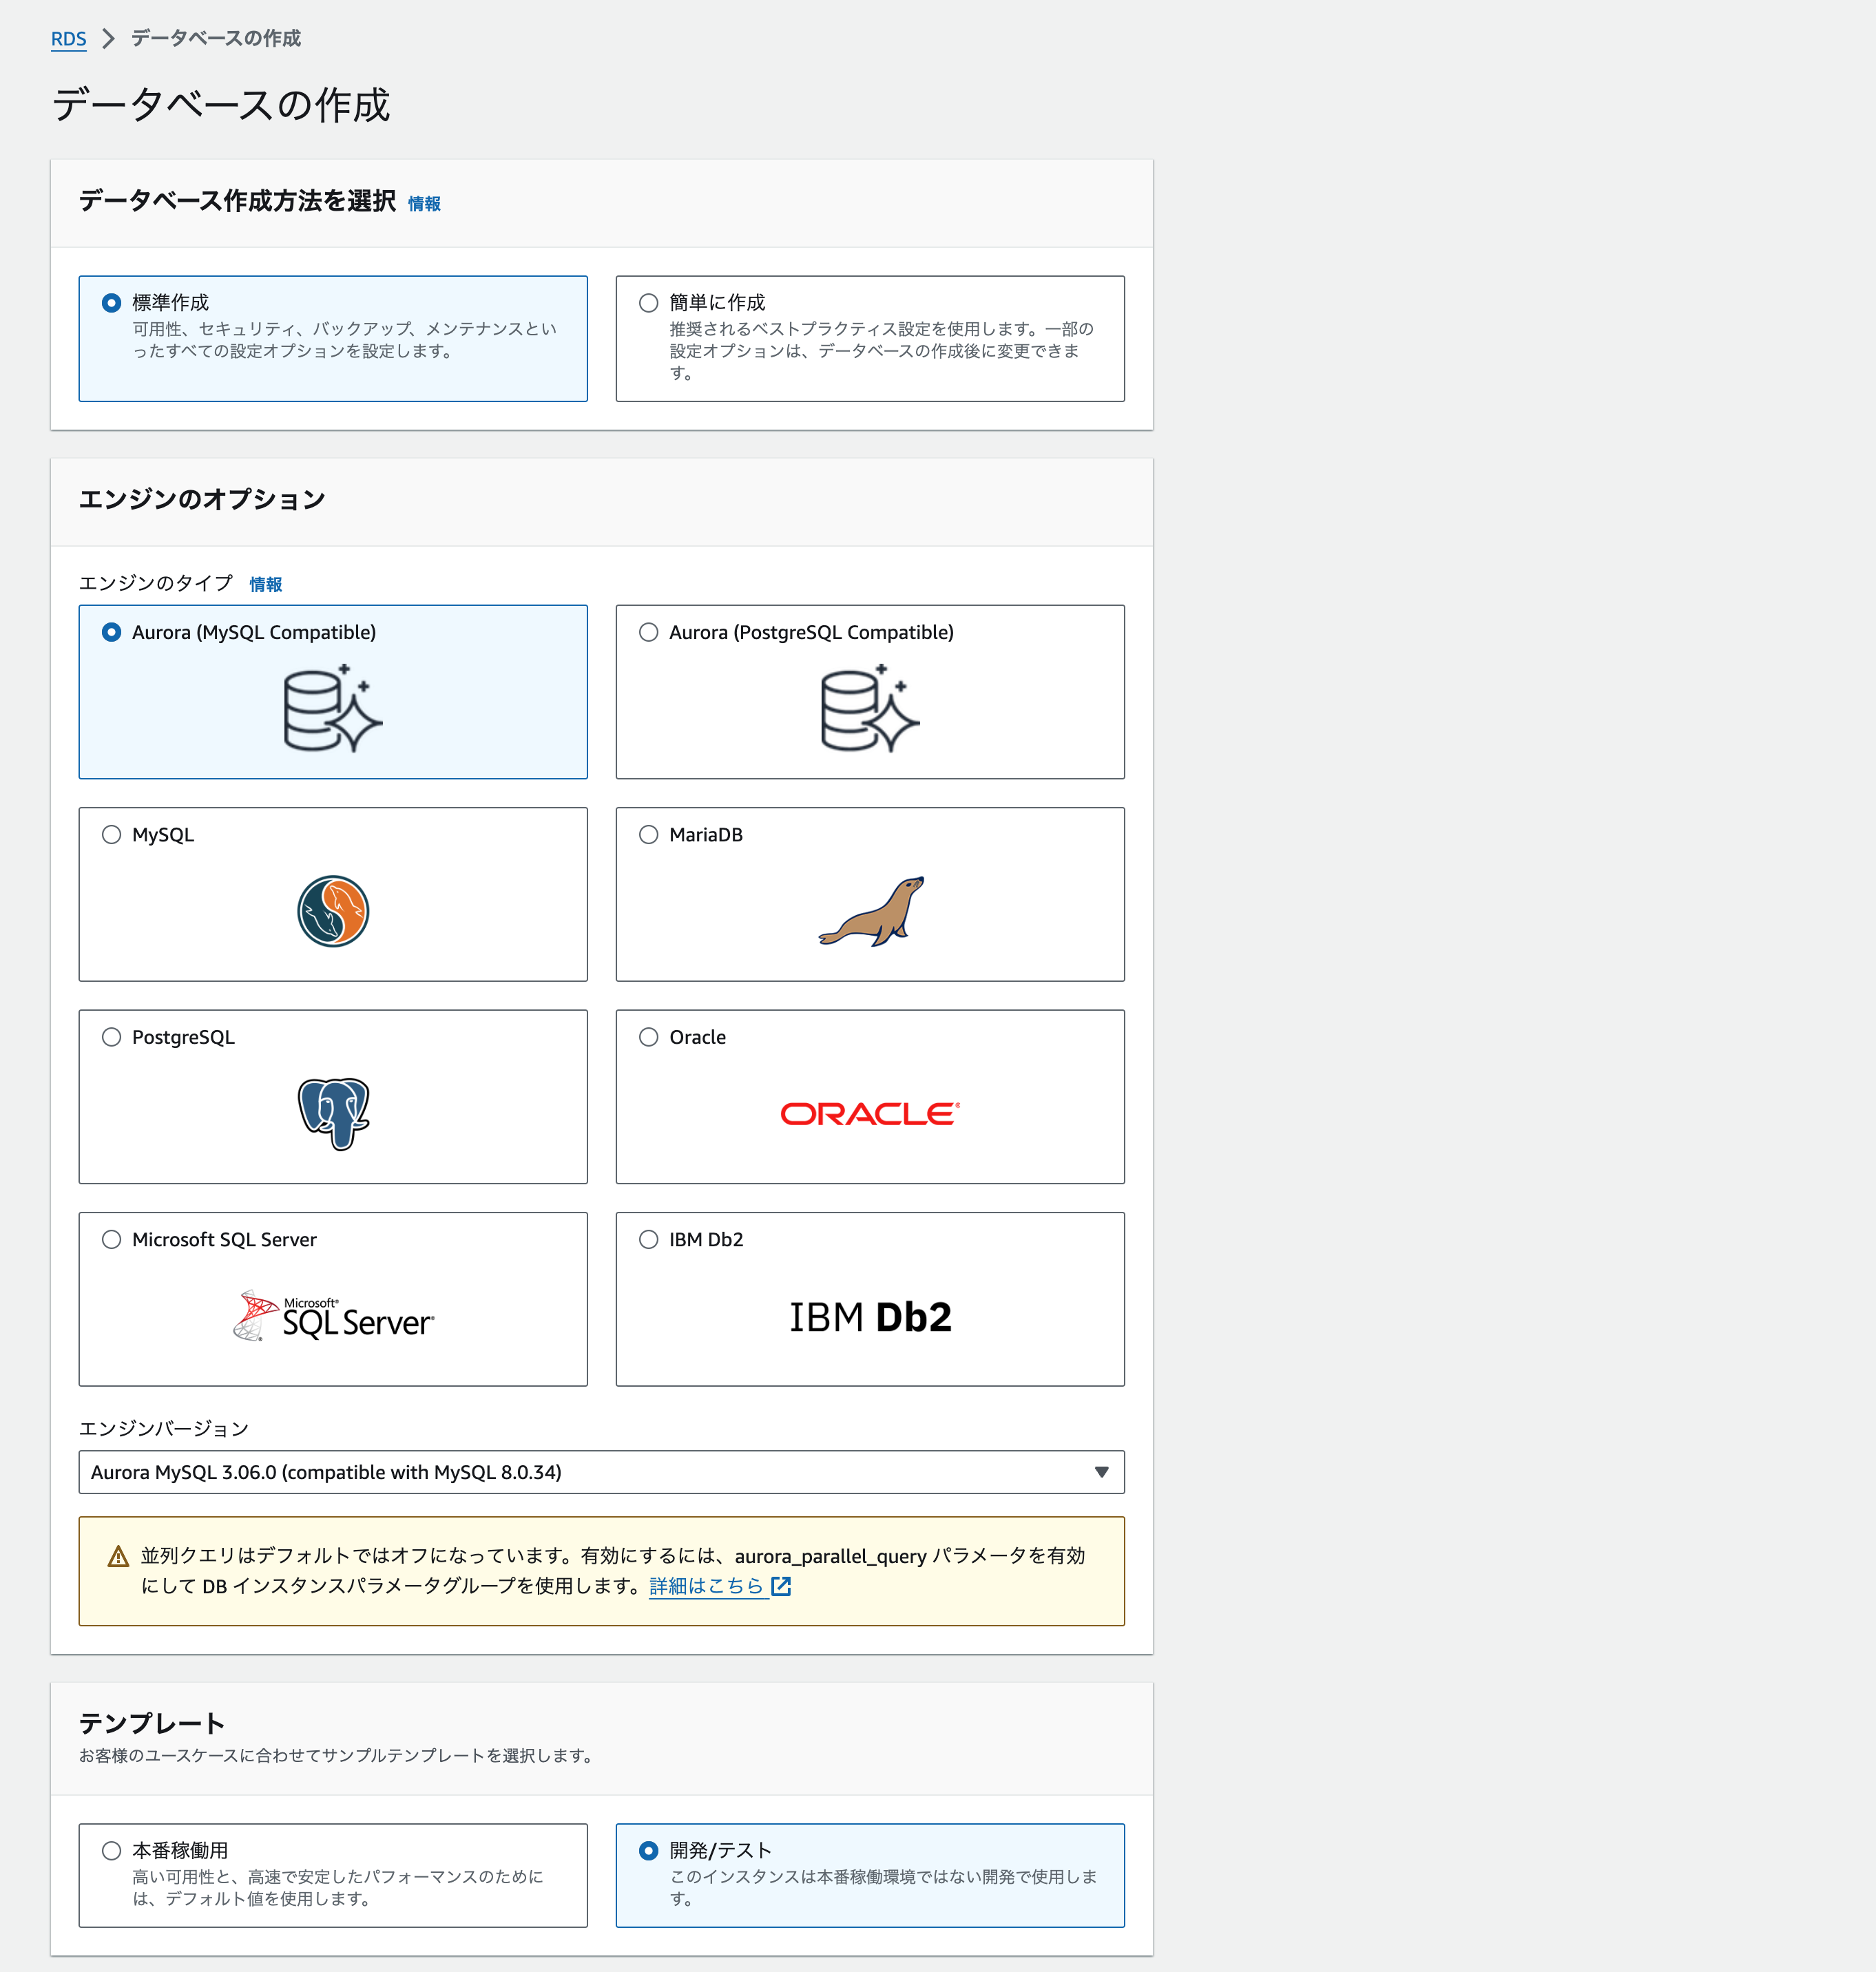 RDS > データベースの作成
データベースの作成
データベース作成方法を選択 情報
標準作成
可用性、セキュリティ、バックアップ、メンテナンスとい
ったすべての設定オプションを設定します。
簡単に作成
推奨されるベストプラクティス設定を使用します。一部の
設定オプションは、データベースの作成後に変更できま
す。
エンジンのオプション
エンジンのタイプ 情報
Aurora (MySQL Compatible)
Aurora (PostgreSQL Compatible)
MySQL
MariaDB
PostgreSQL
Oracle
ORACLE®
Microsoft SQL Server
Microsoft®
SQL Server®
IBM Db2
IBM Db2
エンジンバージョン
Aurora MySQL 3.06.0 (compatible with MySQL 8.0.34)
並列クエリはデフォルトではオフになっています。有効にするには、aurora_parallel_query パラメータを有効
にして DB インスタンスパラメータグループを使用します。詳細はこちら
テンプレート
お客様のユースケースに合わせてサンプルテンプレートを選択します。
本番稼働用
高い可用性と、高速で安定したパフォーマンスのために
は、デフォルト値を使用します。
開発/テスト
このインスタンスは本番稼働環境ではない開発で使用しま
す。